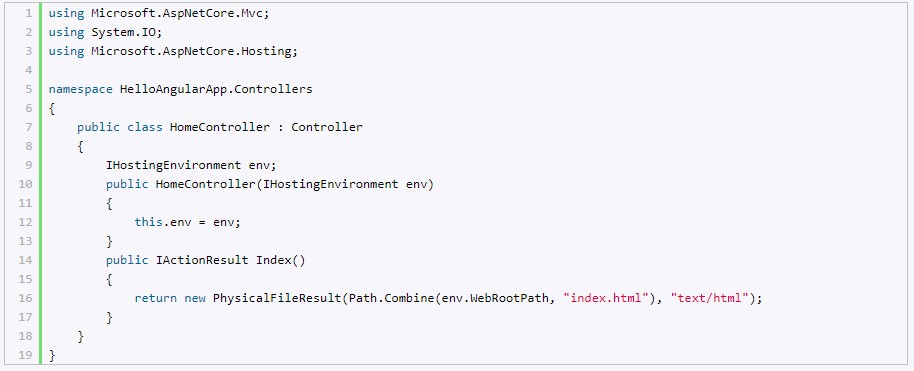 1 using Microsoft.AspNetCore.Mvc;
2 using System.IO;
3 using Microsoft.AspNetCore.Hosting;
4
5 namespace HelloAngularApp.Controllers
6 {
7     public class HomeController : Controller
8     {
9         IHostingEnvironment env;
10         public HomeController(IHostingEnvironment env)
11         {
12             this.env = env;
13         }
14         public IActionResult Index()
15         {
16             return new PhysicalFileResult(Path.Combine(env.WebRootPath, "index.html"), "text/html");
17         }
18     }
19 }